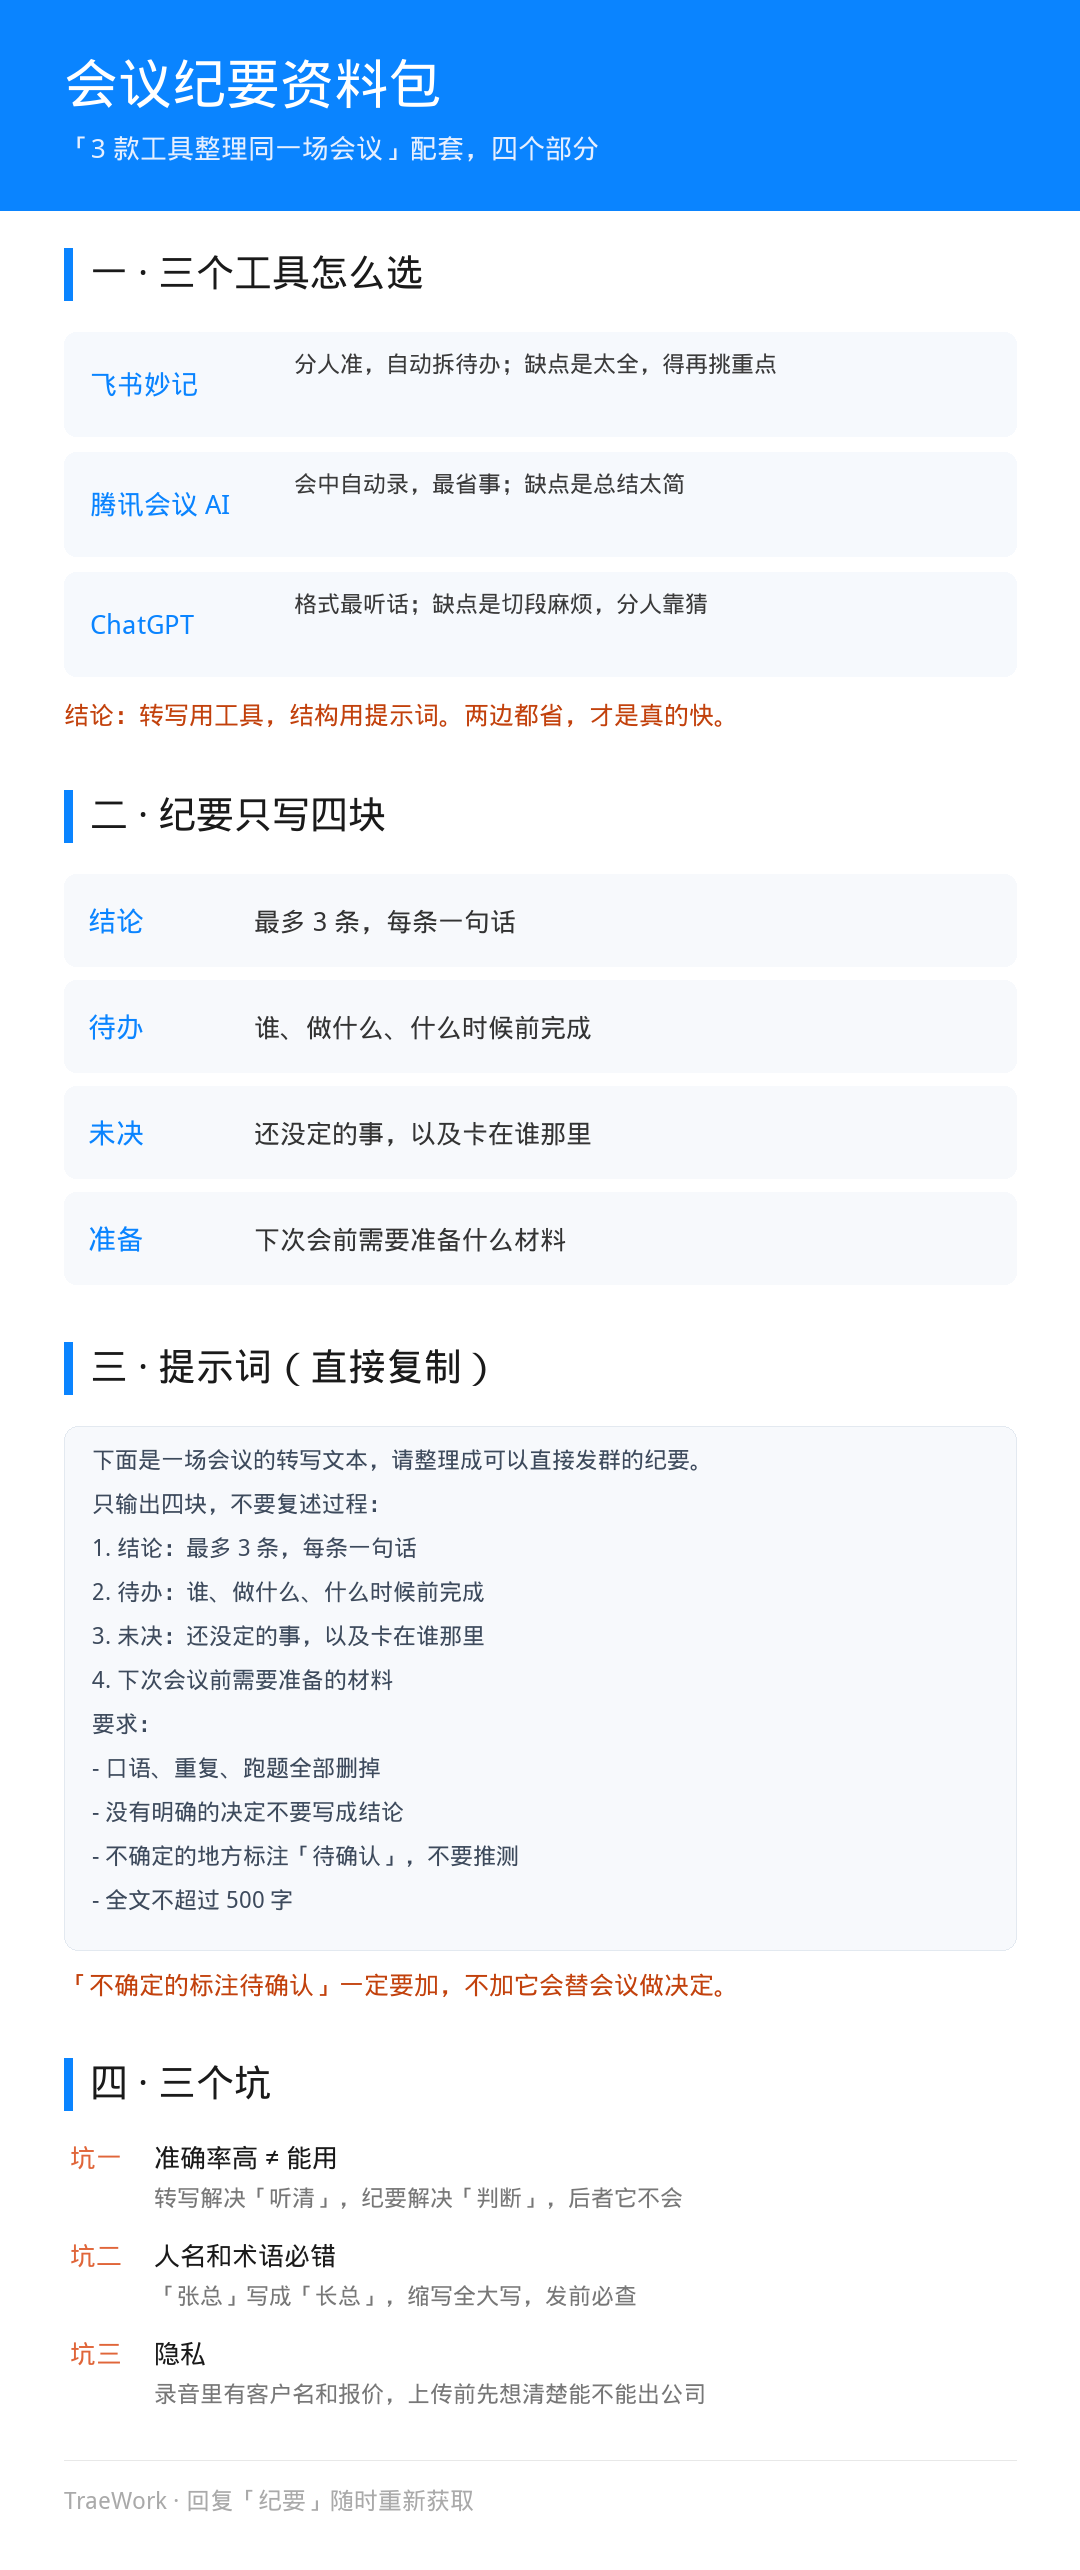 会议纪要资料包
「3 款工具整理同一场会议」配套，四个部分
一 · 三个工具怎么选
飞书妙记
分人准，自动拆待办；缺点是太全，得再挑重点
腾讯会议 AI
会中自动录，最省事；缺点是总结太简
ChatGPT
格式最听话；缺点是切段麻烦，分人靠猜
结论：转写用工具，结构用提示词。两边都省，才是真的快。
二 · 纪要只写四块
结论 最多 3 条，每条一句话
待办 谁、做什么、什么时候前完成
未决 还没定的事，以及卡在谁那里
准备 下次会前需要准备什么材料
三 · 提示词（直接复制）
下面是一场会议的转写文本，请整理成可以直接发群的纪要。
只输出四块，不要复述过程：
1. 结论：最多 3 条，每条一句话
2. 待办：谁、做什么、什么时候前完成
3. 未决：还没定的事，以及卡在谁那里
4. 下次会议前需要准备的材料
要求：
- 口语、重复、跑题全部删掉
- 没有明确的决定不要写成结论
- 不确定的地方标注「待确认」，不要推测
- 全文不超过 500 字
「不确定的标注待确认」一定要加，不加它会替会议做决定。
四 · 三个坑
坑一 准确率高 ≠ 能用
转写解决「听清」，纪要解决「判断」，后者它不会
坑二 人名和术语必错
「张总」写成「长总」，缩写全大写，发前必查
坑三 隐私
录音里有客户名和报价，上传前先想清楚能不能出公司
TraeWork · 回复「纪要」随时重新获取